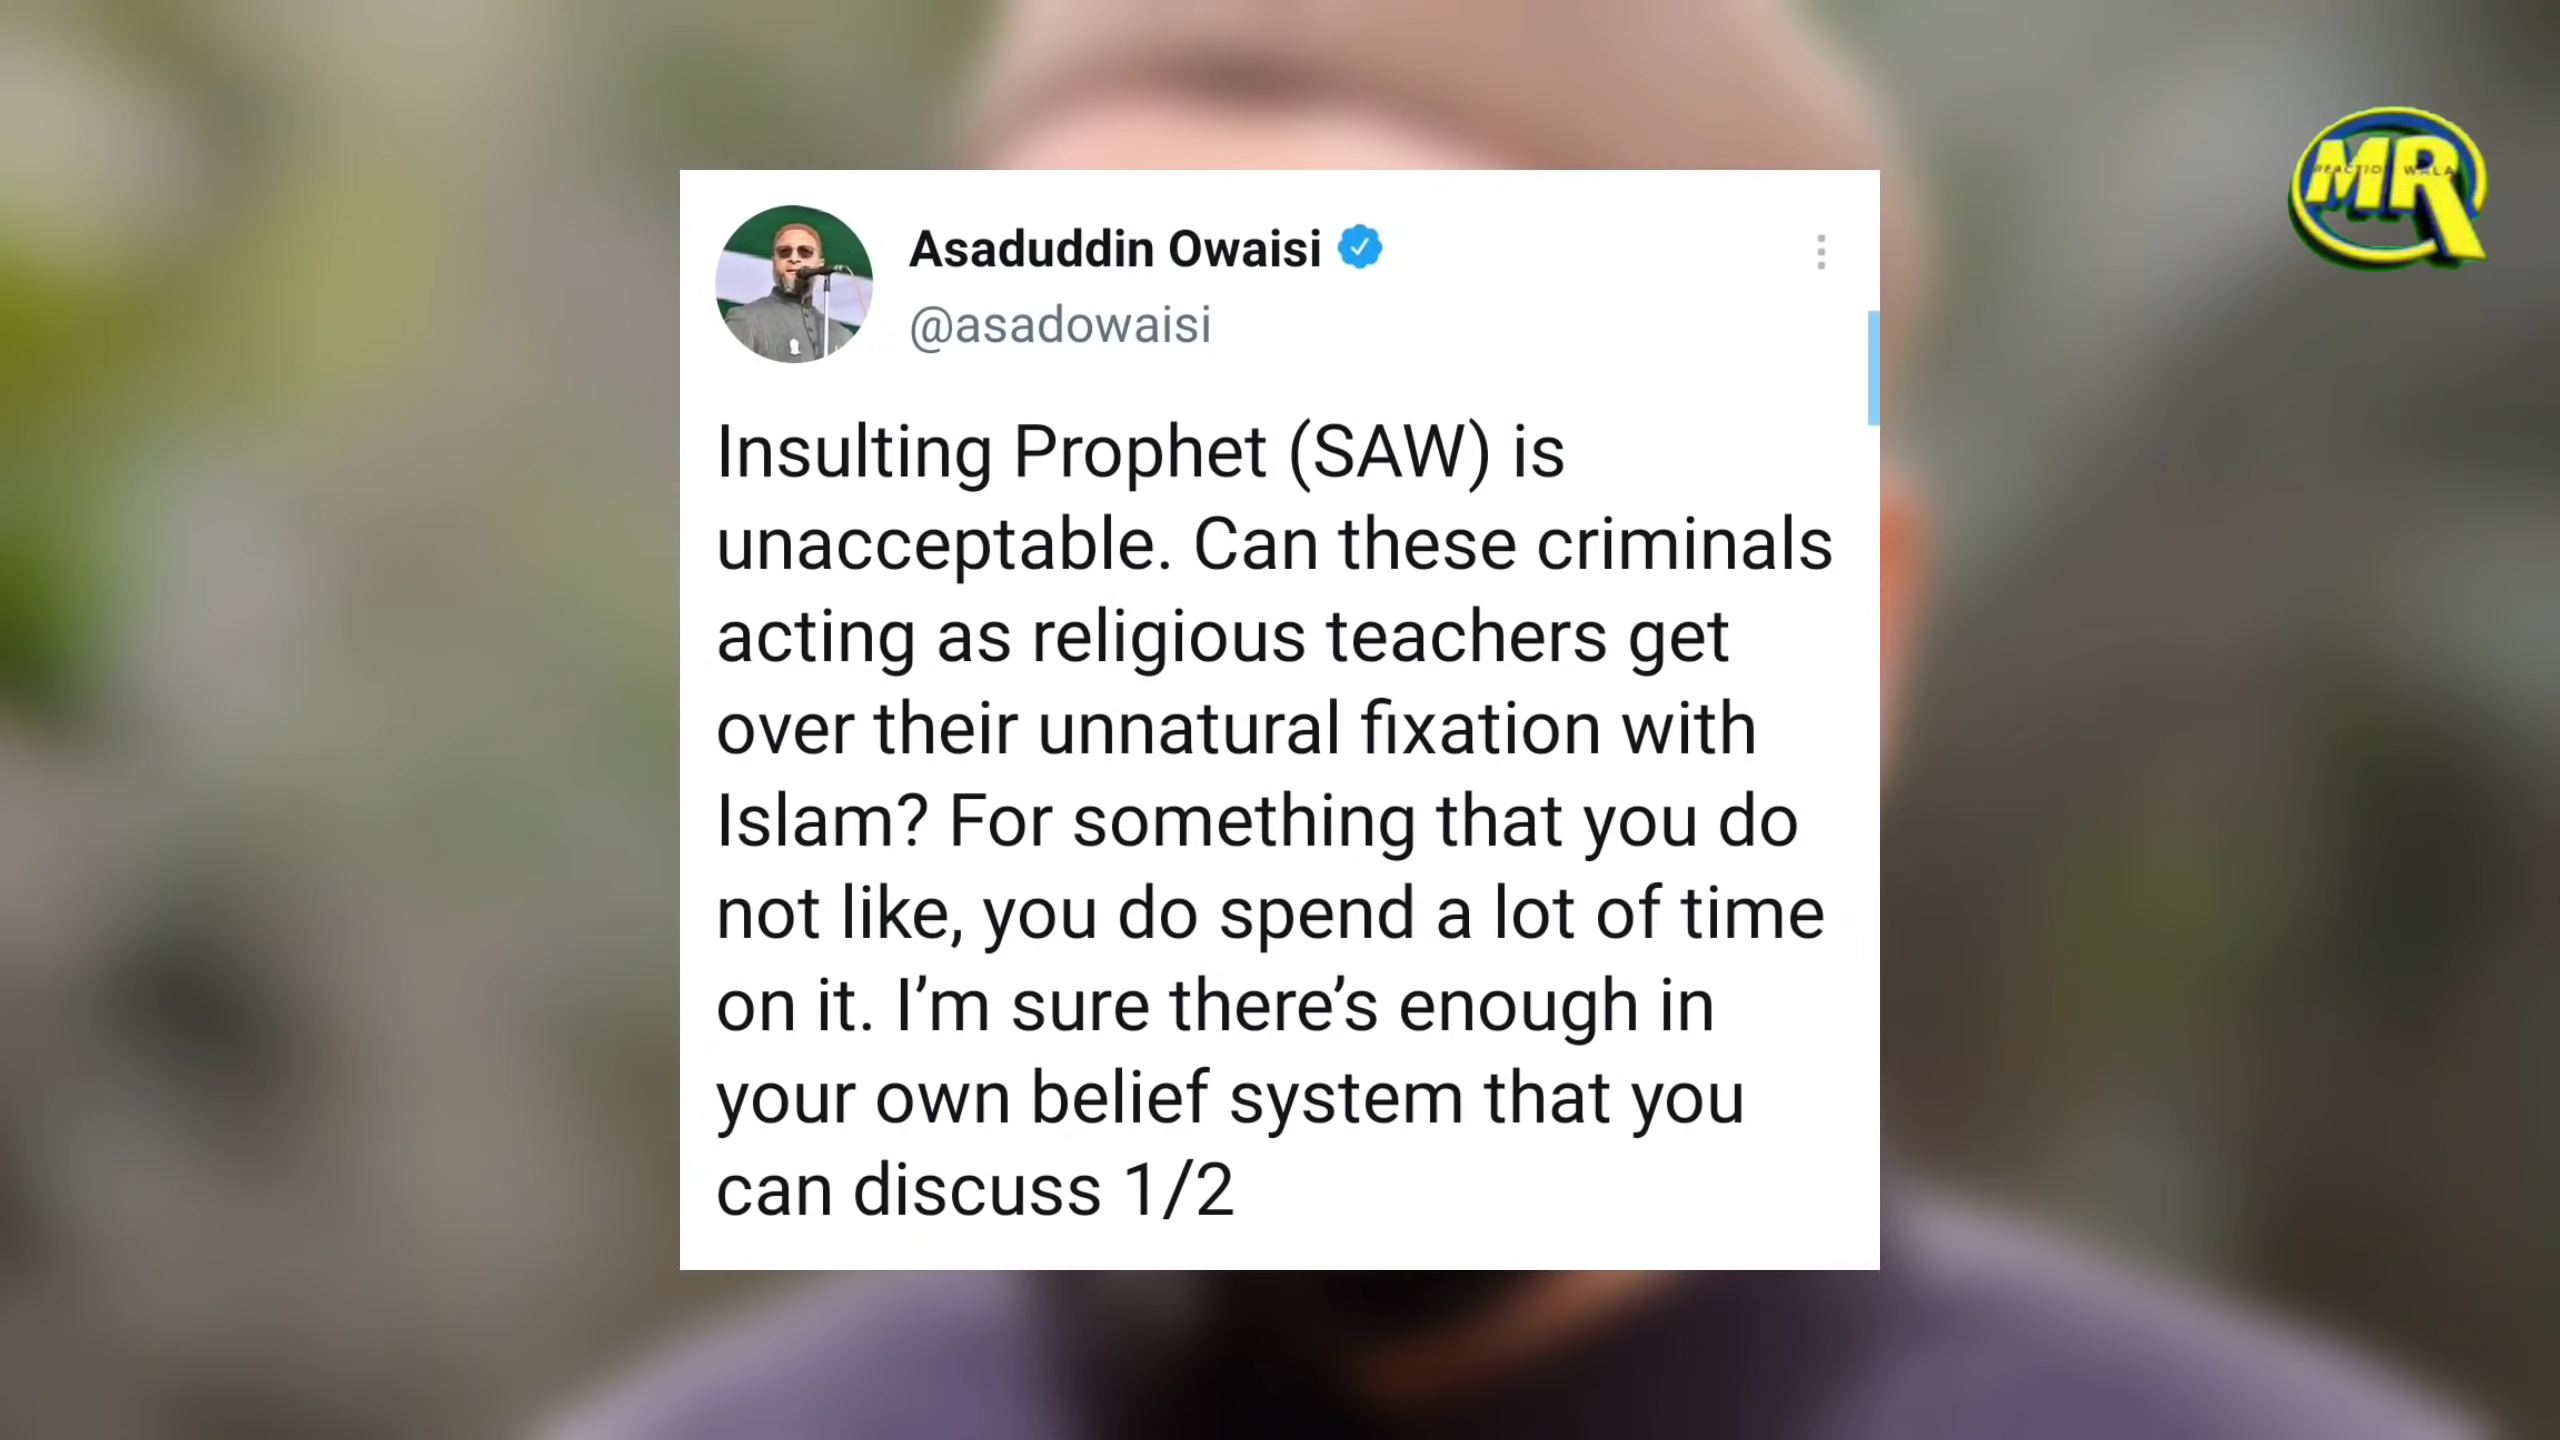 MR
REACTION WALA
Asaduddin Owaisi
@asadowaisi
Insulting Prophet (SAW) is
unacceptable. Can these criminals
acting as religious teachers get
over their unnatural fixation with
Islam? For something that you do
not like, you do spend a lot of time
on it. I’m sure there’s enough in
your own belief system that you
can discuss 1/2